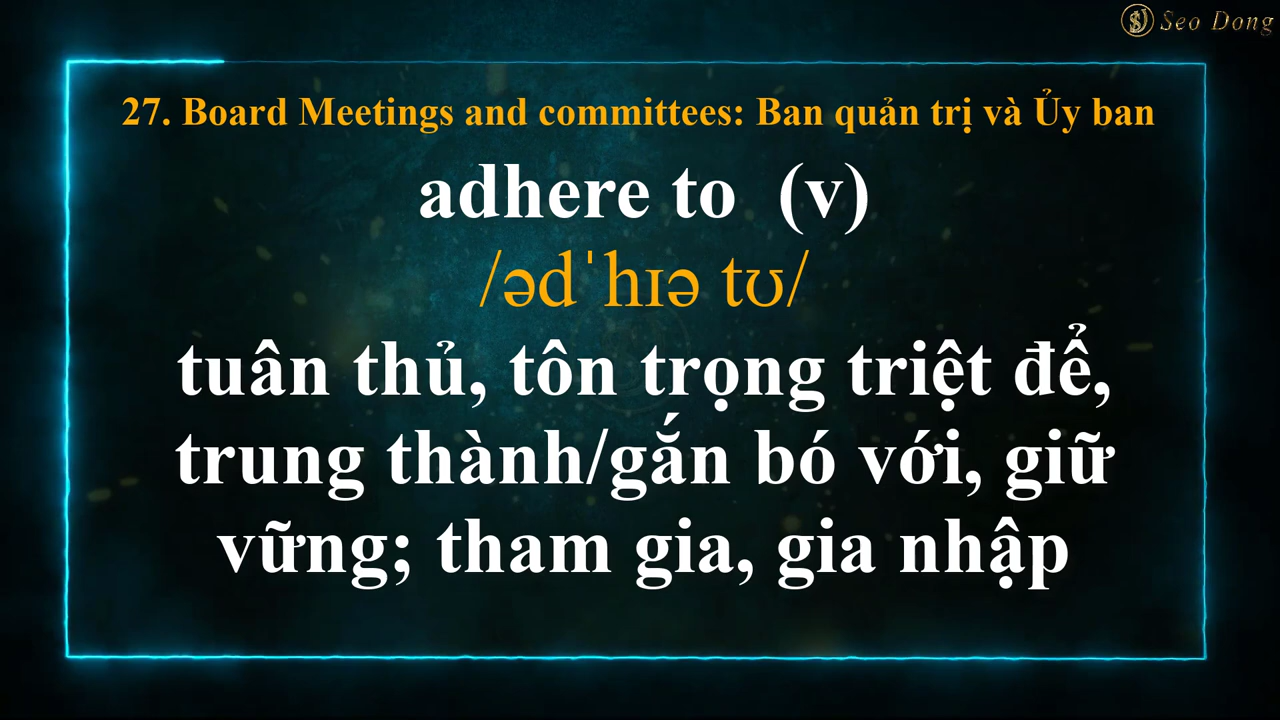 Seo Dong
27. Board Meetings and committees: Ban quản trị và Ủy ban
adhere to (v)
/ədˈhɪə tʊ/
tuân thủ, tôn trọng triệt để,
trung thành/gắn bó với, giữ
vững; tham gia, gia nhập